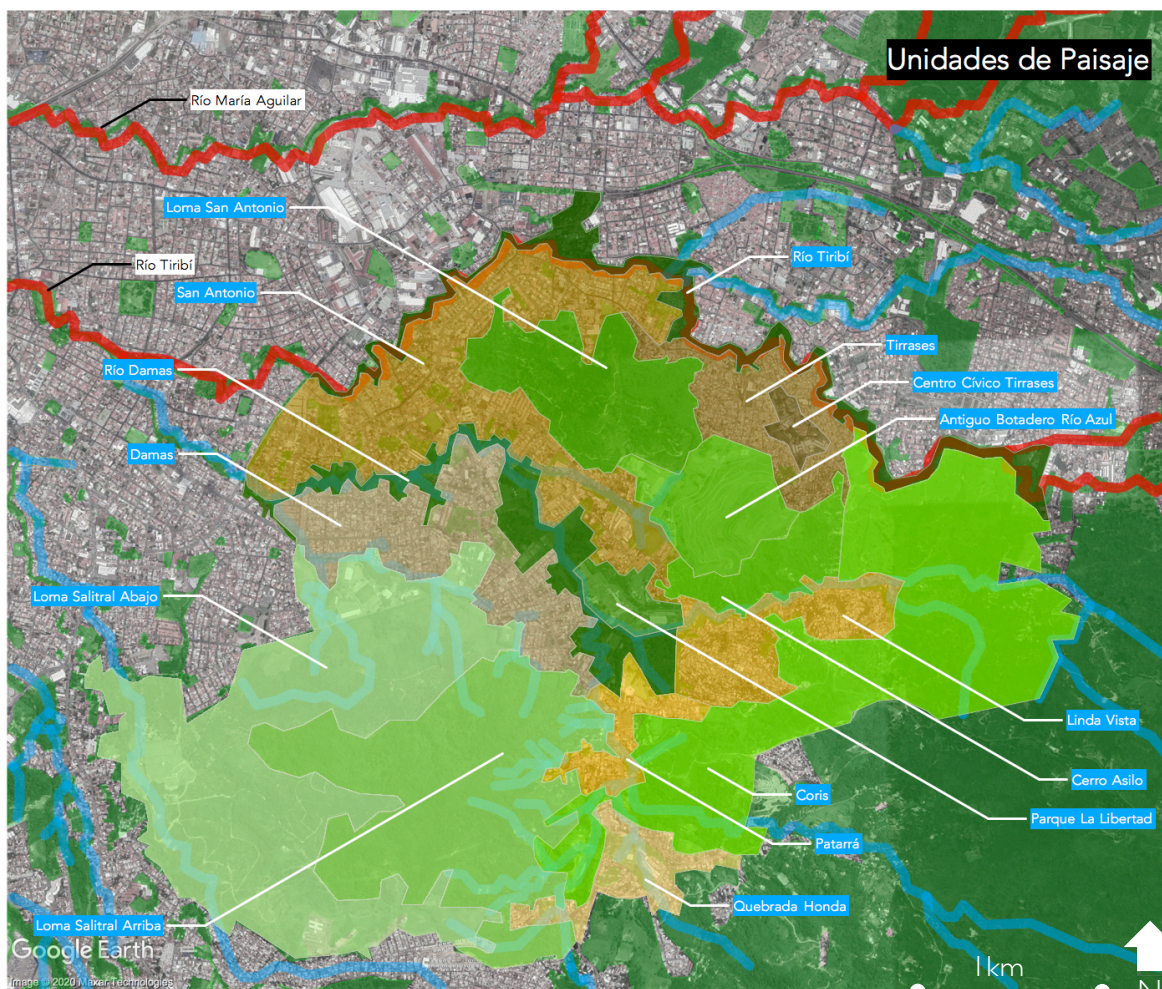 Unidades de Paisaje
Río María Aguilar
Loma San Antonio
Río Tiribí
Río Tiribí
San Antonio
Tirrases
Río Damas
Centro Cívico Tirrases
Antiguo Botadero Río Azul
Damas
Loma Salitral Abajo
Linda Vista
Cerro Asilo
Coris
Parque La Libertad
Patarrá
Quebrada Honda
Loma Salitral Arriba
Google Earth
1km
Image © 2020 Maxar Technologies
N